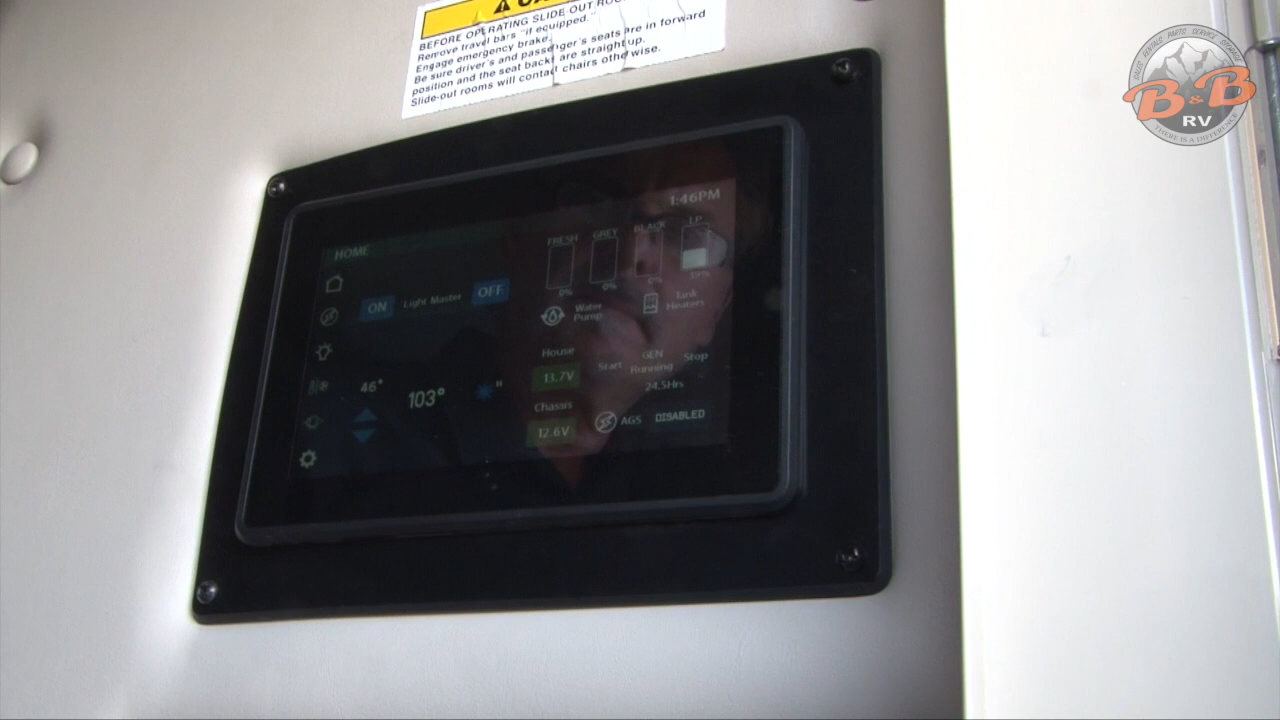 BEFORE OPERATING SLIDE OUT
Remove travel bars "if equipped."
Engage emergency brake.
Be sure driver's and passenger's seats are in forward
position and the seat backs are straight up.
Slide-out rooms will contact chairs otherwise.
B&B
RV
THERE IS A DIFFERENCE
1:46PM
HOME
FRESH GREY BLACK LP
0% 0% 0% 39%
ON Light Master OFF
Water
Pump
Tank
Heaters
House
13.7V
Start
GEN
Running
Stop
24.5Hrs
46°
103°
Chassis
12.6V
AGS DISABLED